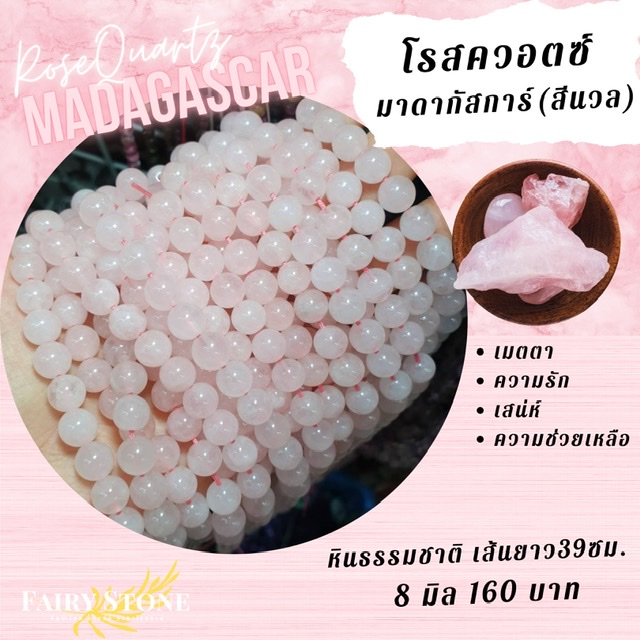 RoseQuartz
MADAGASCAR
โรสควอตซ์
มาดากัสการ์ (สีนวล)
• เมตตา
• ความรัก
• เสน่ห์
• ความช่วยเหลือ
หินธรรมชาติ เส้นยาว39ซม.
8 มิล 160 บาท
FAIRY STONE